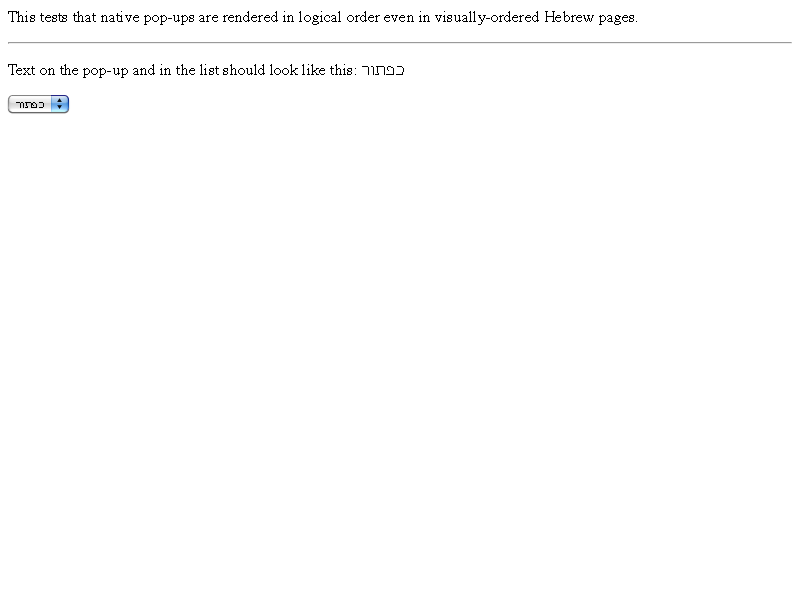 This tests that native pop-ups are rendered in logical order even in visually-ordered Hebrew pages.
Text on the pop-up and in the list should look like this: כפתור
כפתור